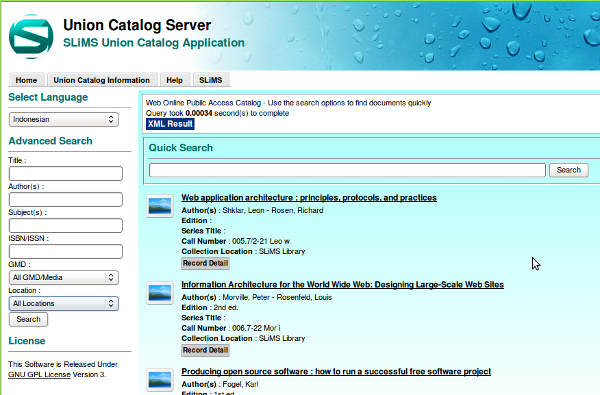 Union Catalog Server
SLiMS Union Catalog Application
Home
Union Catalog Information
Help
SLiMS
Select Language
Indonesian
Advanced Search
Title :
Author(s) :
Subject(s) :
ISBN/ISSN :
GMD :
All GMD/Media
Location :
All Locations
Search
License
This Software is Released Under
GNU GPL License Version 3.
Web Online Public Access Catalog - Use the search options to find documents quickly
Query took 0.00034 second(s) to complete
XML Result
Quick Search
Search
Web application architecture : principles, protocols, and practices
Author(s) : Shklar, Leon - Rosen, Richard
Edition :
Series Title :
Call Number : 005.7/2-21 Leo w
Collection Location : SLiMS Library
Record Detail
Information Architecture for the World Wide Web: Designing Large-Scale Web Sites
Author(s) : Morville, Peter - Rosenfeld, Louis
Edition : 2nd ed.
Series Title :
Call Number : 006.7-22 Mor i
Collection Location : SLiMS Library
Record Detail
Producing open source software : how to run a successful free software project
Author(s) : Fogel, Karl
Edition : 1st ed.